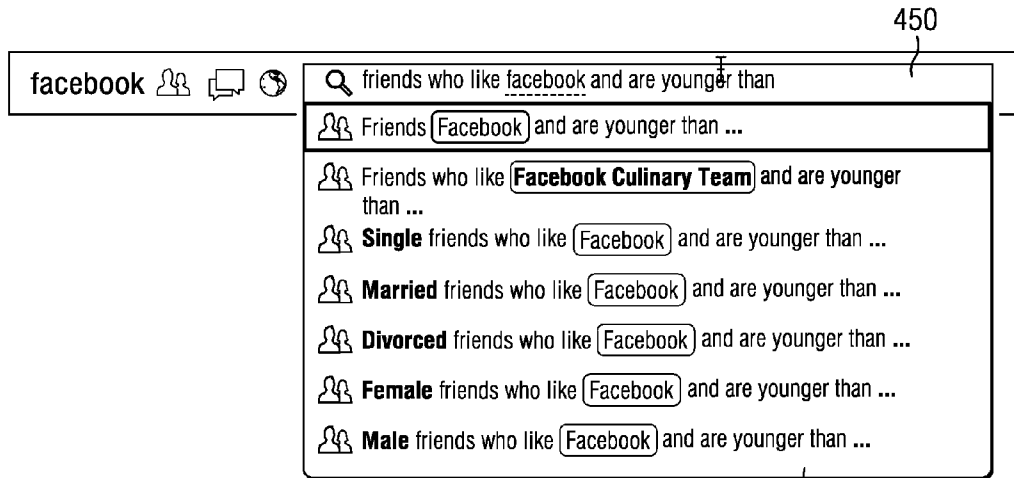 450
facebook
friends who like facebook and are younger than
Friends Facebook and are younger than ...
Friends who like Facebook Culinary Team and are younger
than ...
Single friends who like Facebook and are younger than ...
Married friends who like Facebook and are younger than ...
Divorced friends who like Facebook and are younger than ...
Female friends who like Facebook and are younger than ...
Male friends who like Facebook and are younger than ...